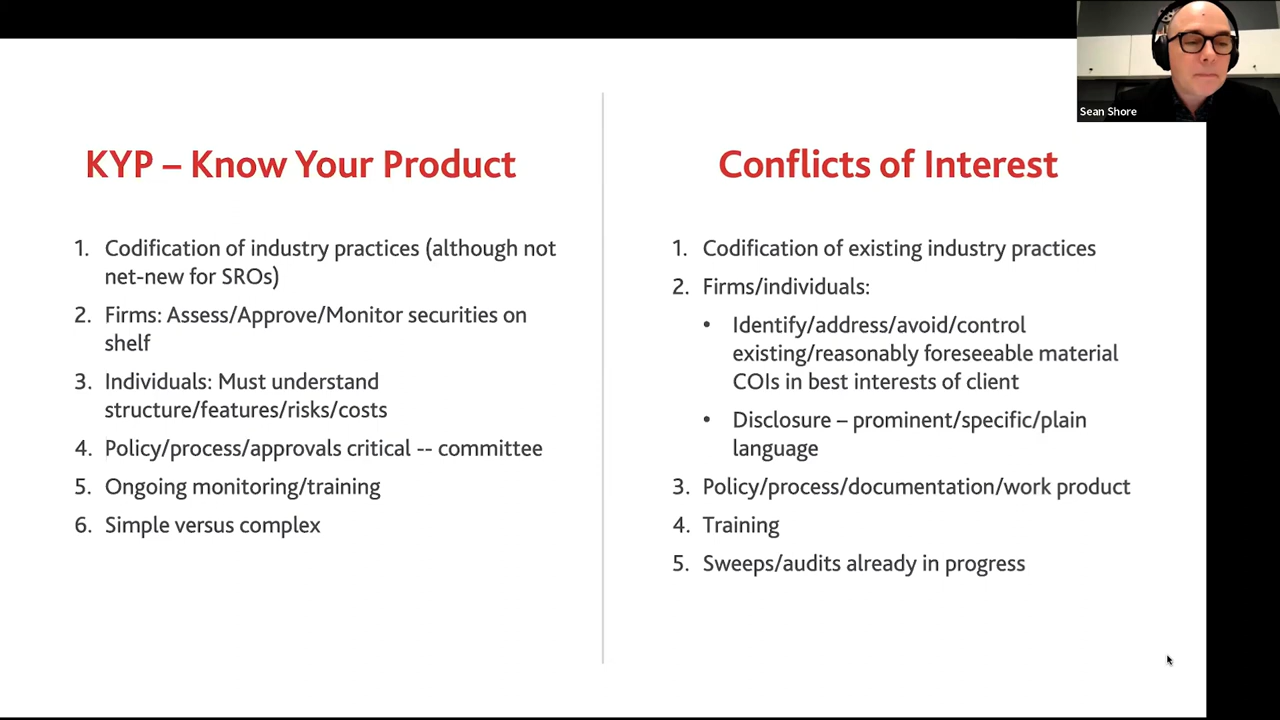 KYP – Know Your Product
1. Codification of industry practices (although not
net-new for SROs)
2. Firms: Assess/Approve/Monitor securities on
shelf
3. Individuals: Must understand
structure/features/risks/costs
4. Policy/process/approvals critical -- committee
5. Ongoing monitoring/training
6. Simple versus complex
Conflicts of Interest
1. Codification of existing industry practices
2. Firms/individuals:
• Identify/address/avoid/control
existing/reasonably foreseeable material
COIs in best interests of client
• Disclosure – prominent/specific/plain
language
3. Policy/process/documentation/work product
4. Training
5. Sweeps/audits already in progress
Sean Shore